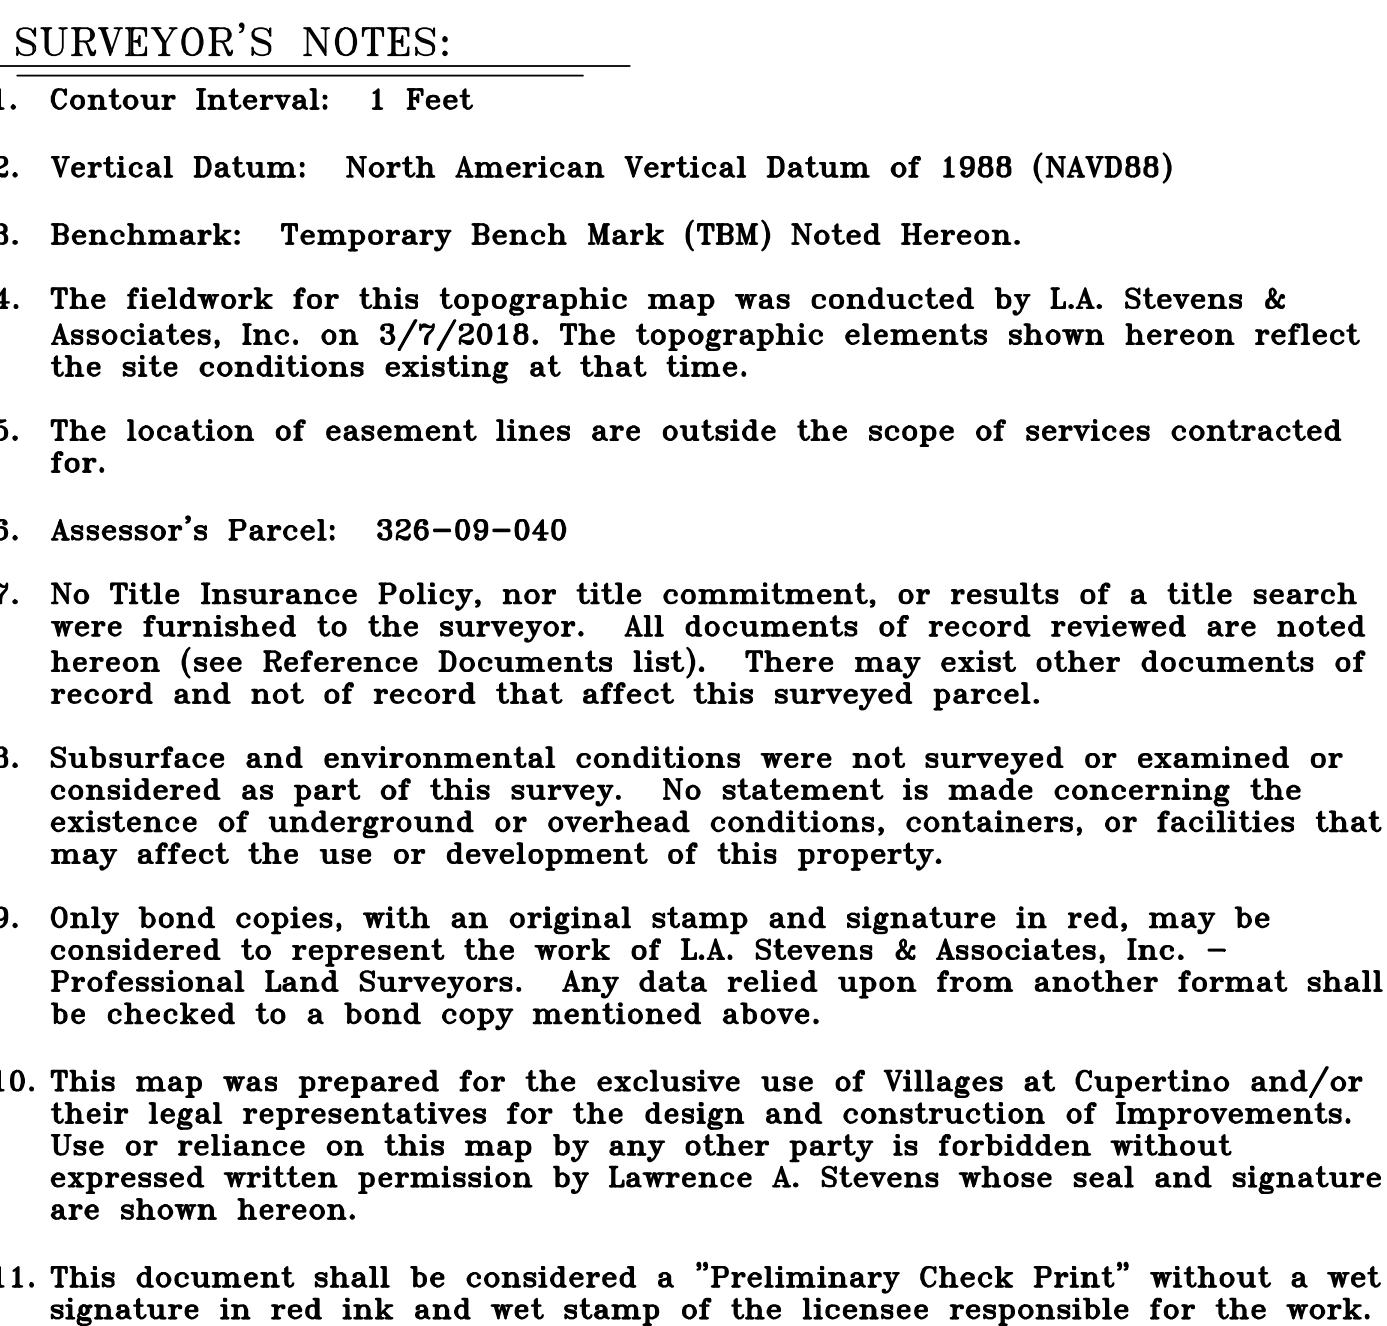 SURVEYOR'S NOTES:
1. Contour Interval: 1 Feet
2. Vertical Datum: North American Vertical Datum of 1988 (NAVD88)
3. Benchmark: Temporary Bench Mark (TBM) Noted Hereon.
4. The fieldwork for this topographic map was conducted by L.A. Stevens &
Associates, Inc. on 3/7/2018. The topographic elements shown hereon reflect
the site conditions existing at that time.
5. The location of easement lines are outside the scope of services contracted
for.
6. Assessor's Parcel: 326-09-040
7. No Title Insurance Policy, nor title commitment, or results of a title search
were furnished to the surveyor. All documents of record reviewed are noted
hereon (see Reference Documents list). There may exist other documents of
record and not of record that affect this surveyed parcel.
8. Subsurface and environmental conditions were not surveyed or examined or
considered as part of this survey. No statement is made concerning the
existence of underground or overhead conditions, containers, or facilities that
may affect the use or development of this property.
9. Only bond copies, with an original stamp and signature in red, may be
considered to represent the work of L.A. Stevens & Associates, Inc. –
Professional Land Surveyors. Any data relied upon from another format shall
be checked to a bond copy mentioned above.
10. This map was prepared for the exclusive use of Villages at Cupertino and/or
their legal representatives for the design and construction of Improvements.
Use or reliance on this map by any other party is forbidden without
expressed written permission by Lawrence A. Stevens whose seal and signature
are shown hereon.
11. This document shall be considered a "Preliminary Check Print" without a wet
signature in red ink and wet stamp of the licensee responsible for the work.